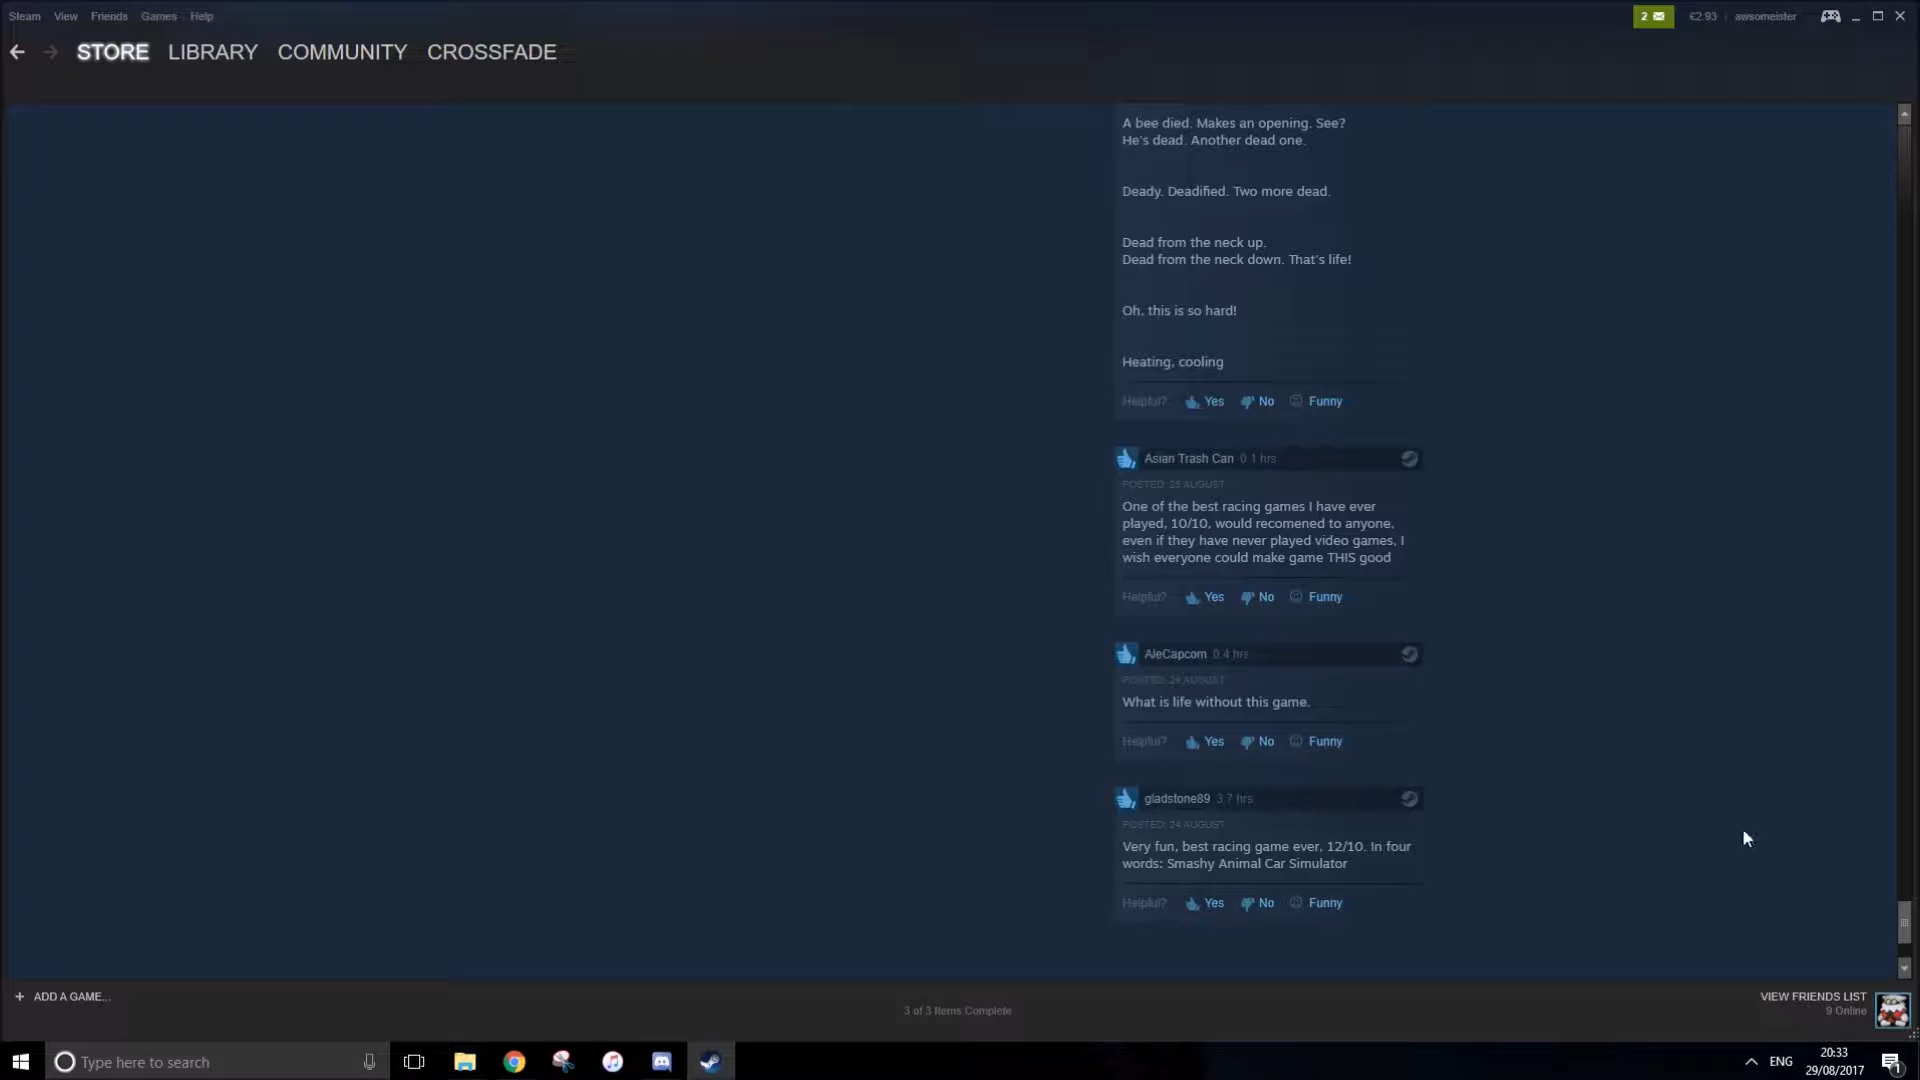 Steam View Friends Games Help
2 £2.93 awsomeister
STORE LIBRARY COMMUNITY CROSSFADE
A bee died. Makes an opening. See?
He's dead. Another dead one.
Deady. Deadified. Two more dead.
Dead from the neck up.
Dead from the neck down. That's life!
Oh, this is so hard!
Heating, cooling
Helpful? Yes No Funny
Asian Trash Can 0.1 hrs
POSTED: 25 AUGUST
One of the best racing games I have ever
played, 10/10, would recomened to anyone,
even if they have never played video games, I
wish everyone could make game THIS good
Helpful? Yes No Funny
AleCapcom 0.4 hrs
POSTED: 24 AUGUST
What is life without this game.
Helpful? Yes No Funny
gladstone89 3.7 hrs
POSTED: 24 AUGUST
Very fun, best racing game ever, 12/10. In four
words: Smashy Animal Car Simulator
Helpful? Yes No Funny
+ ADD A GAME...
3 of 3 Items Complete
VIEW FRIENDS LIST
9 Online
Type here to search
ENG
20:33
29/08/2017
1